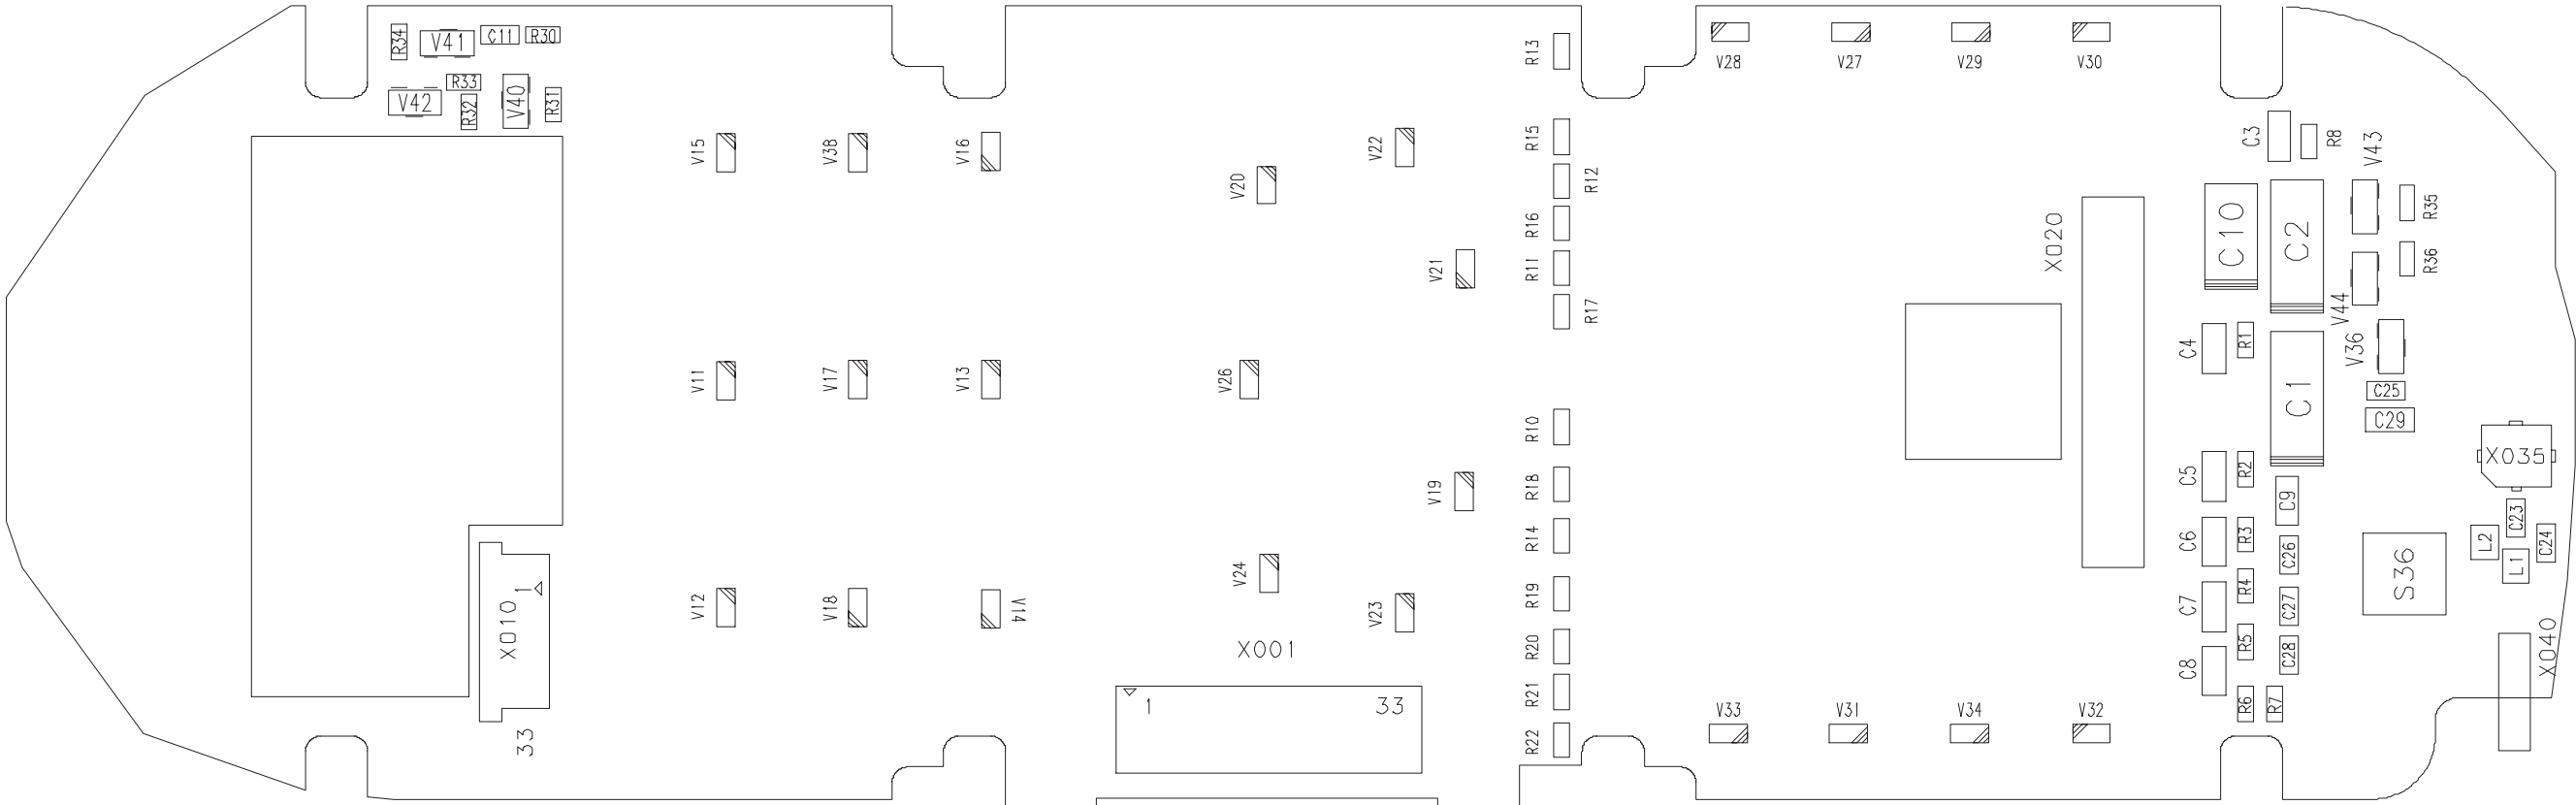 R34
V41
C11
R30
V42
R33
R32
V40
R31
V15
V38
V16
V20
V22
V21
V11
V17
V13
V26
V19
V12
V18
V14
V24
V23
X010
1
33
X001
1
33
R13
R15
R12
R16
R11
R17
R10
R18
R14
R19
R20
R21
R22
V28
V27
V29
V30
V33
V31
V34
V32
X020
C3
R8
V43
C10
C2
R35
R36
V44
V36
C4
R1
C1
C25
C29
C5
R2
C9
X035
C6
R3
C26
C23
C24
L2
L1
S36
C7
R4
C27
C8
R5
C28
R6
R7
X040